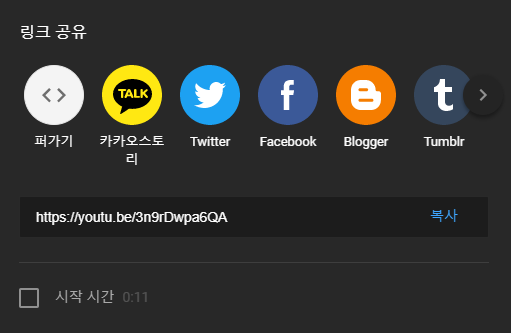 링크 공유
TALK
퍼가기
카카오스토
리
Twitter
Facebook
Blogger
Tumblr
https://youtu.be/3n9rDwpa6QA
복사
시작 시간 0:11